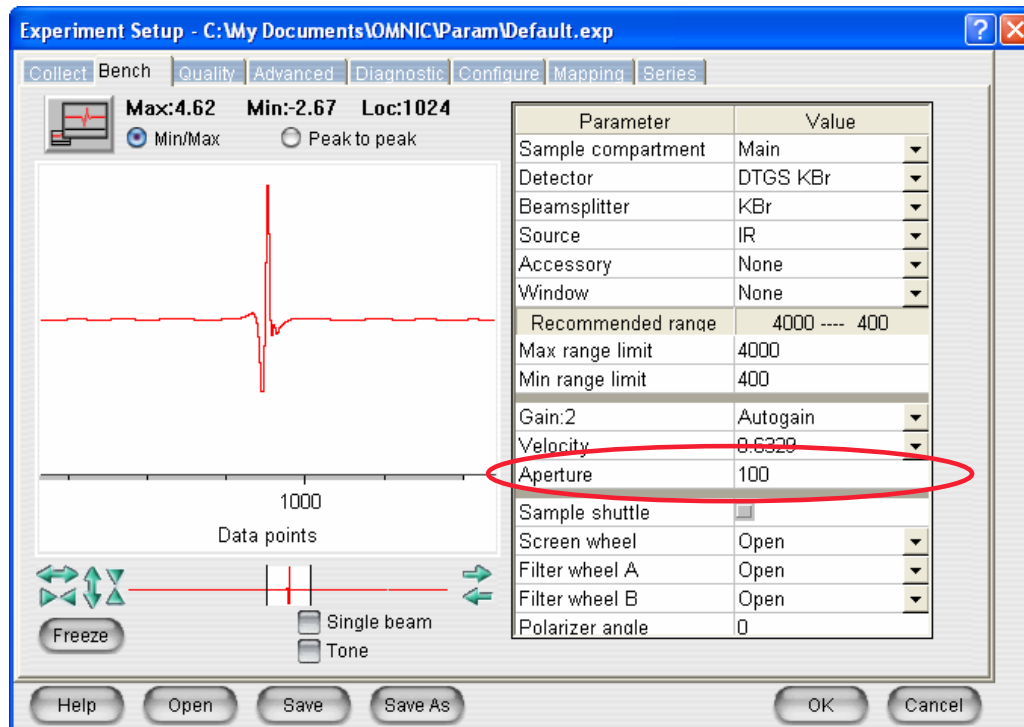 Experiment Setup - C:\My Documents\OMNIC\Param\Default.exp
Collect Bench Quality Advanced Diagnostic Configure Mapping Series
Max:4.62 Min:-2.67 Loc:1024
Min/Max Peak to peak
1000
Data points
Single beam
Tone
Freeze
Parameter Value
Sample compartment Main
Detector DTGS KBr
Beamsplitter KBr
Source IR
Accessory None
Window None
Recommended range 4000 ---- 400
Max range limit 4000
Min range limit 400
Gain:2 Autogain
Velocity 0.6329
Aperture 100
Sample shuttle
Screen wheel Open
Filter wheel A Open
Filter wheel B Open
Polarizer angle 0
Help Open Save Save As OK Cancel